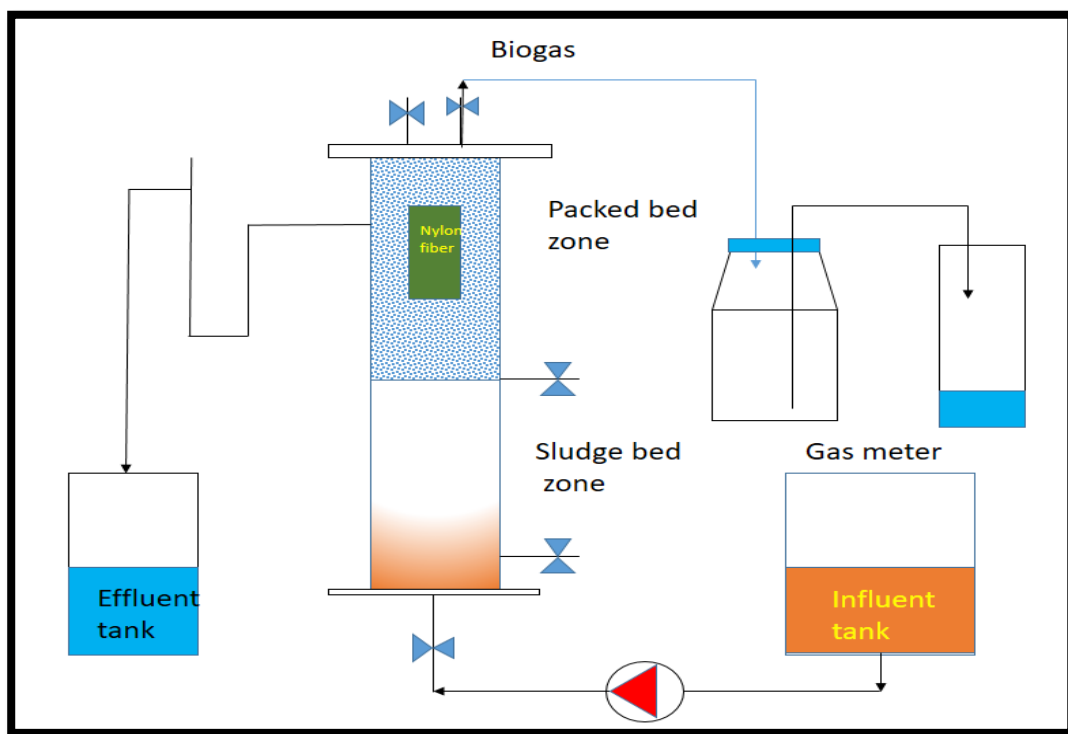 Biogas
Packed bed
zone
Nylon
fiber
Sludge bed
zone
Gas meter
Effluent
tank
Influent
tank